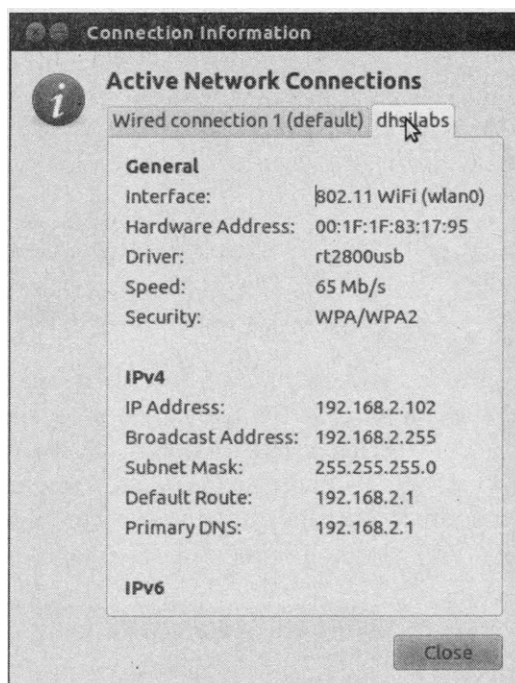 Connection Information
Active Network Connections
Wired connection 1 (default) dhsilabs
General
Interface: 802.11 WiFi (wlan0)
Hardware Address: 00:1F:1F:83:17:95
Driver: rt2800usb
Speed: 65 Mb/s
Security: WPA/WPA2
IPv4
IP Address: 192.168.2.102
Broadcast Address: 192.168.2.255
Subnet Mask: 255.255.255.0
Default Route: 192.168.2.1
Primary DNS: 192.168.2.1
IPv6
Close